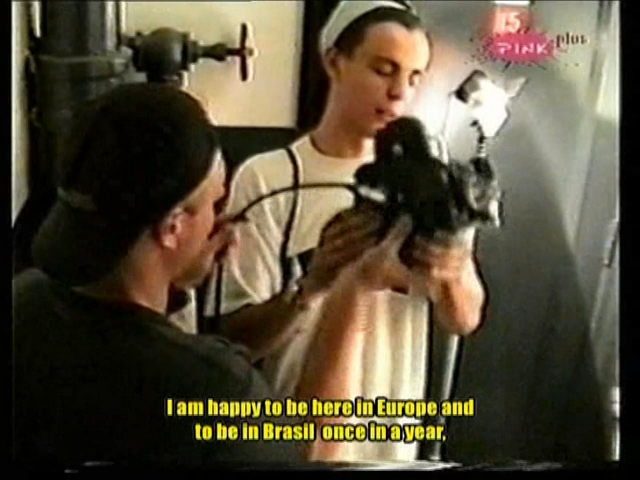 15
PINK plus
I am happy to be here in Europe and
to be in Brasil once in a year,